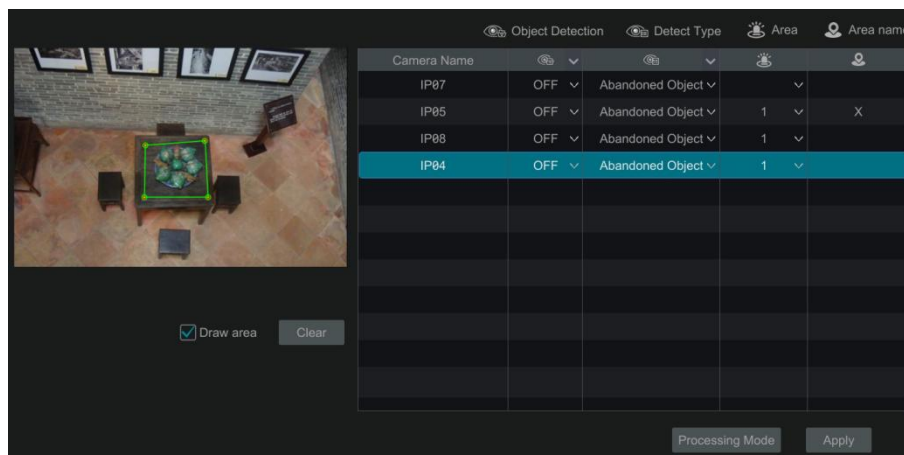 Object Detection Detect Type Area Area name
Camera Name
IP07 OFF Abandoned Object
IP05 OFF Abandoned Object 1 X
IP08 OFF Abandoned Object 1
IP04 OFF Abandoned Object 1
Draw area Clear
Processing Mode Apply